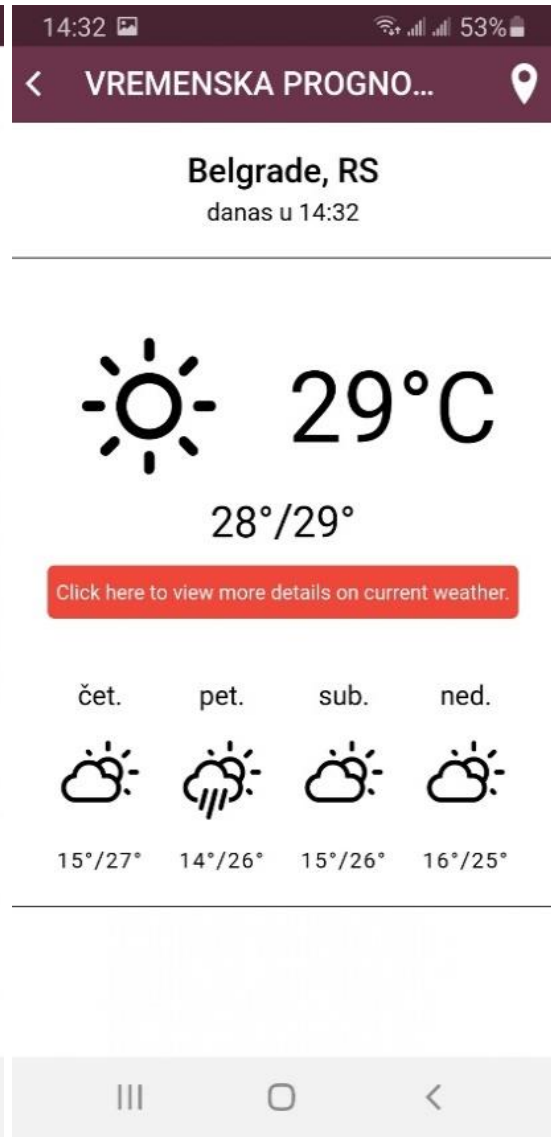 14:32 53%
VREMENSKA PROGNO...
Belgrade, RS
danas u 14:32
29°C
28°/29°
Click here to view more details on current weather.
čet. pet. sub. ned.
15°/27° 14°/26° 15°/26° 16°/25°